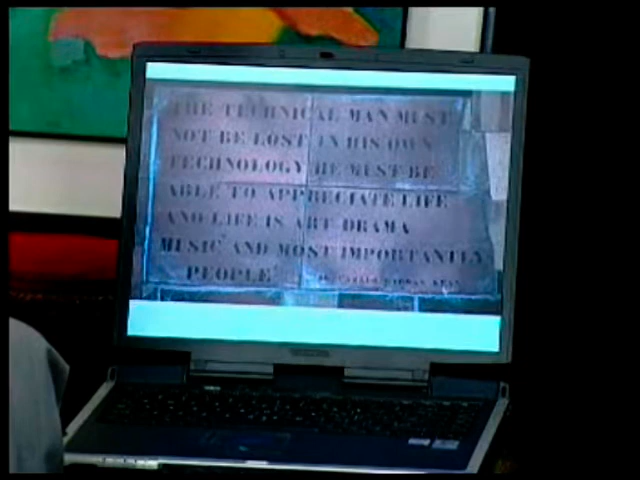 THE TECHNICAL MAN MUST
NOT BE LOST IN HIS OWN
TECHNOLOGY HE MUST BE
ABLE TO APPRECIATE LIFE
AND LIFE IS ART DRAMA
MUSIC AND MOST IMPORTANTLY
PEOPLE